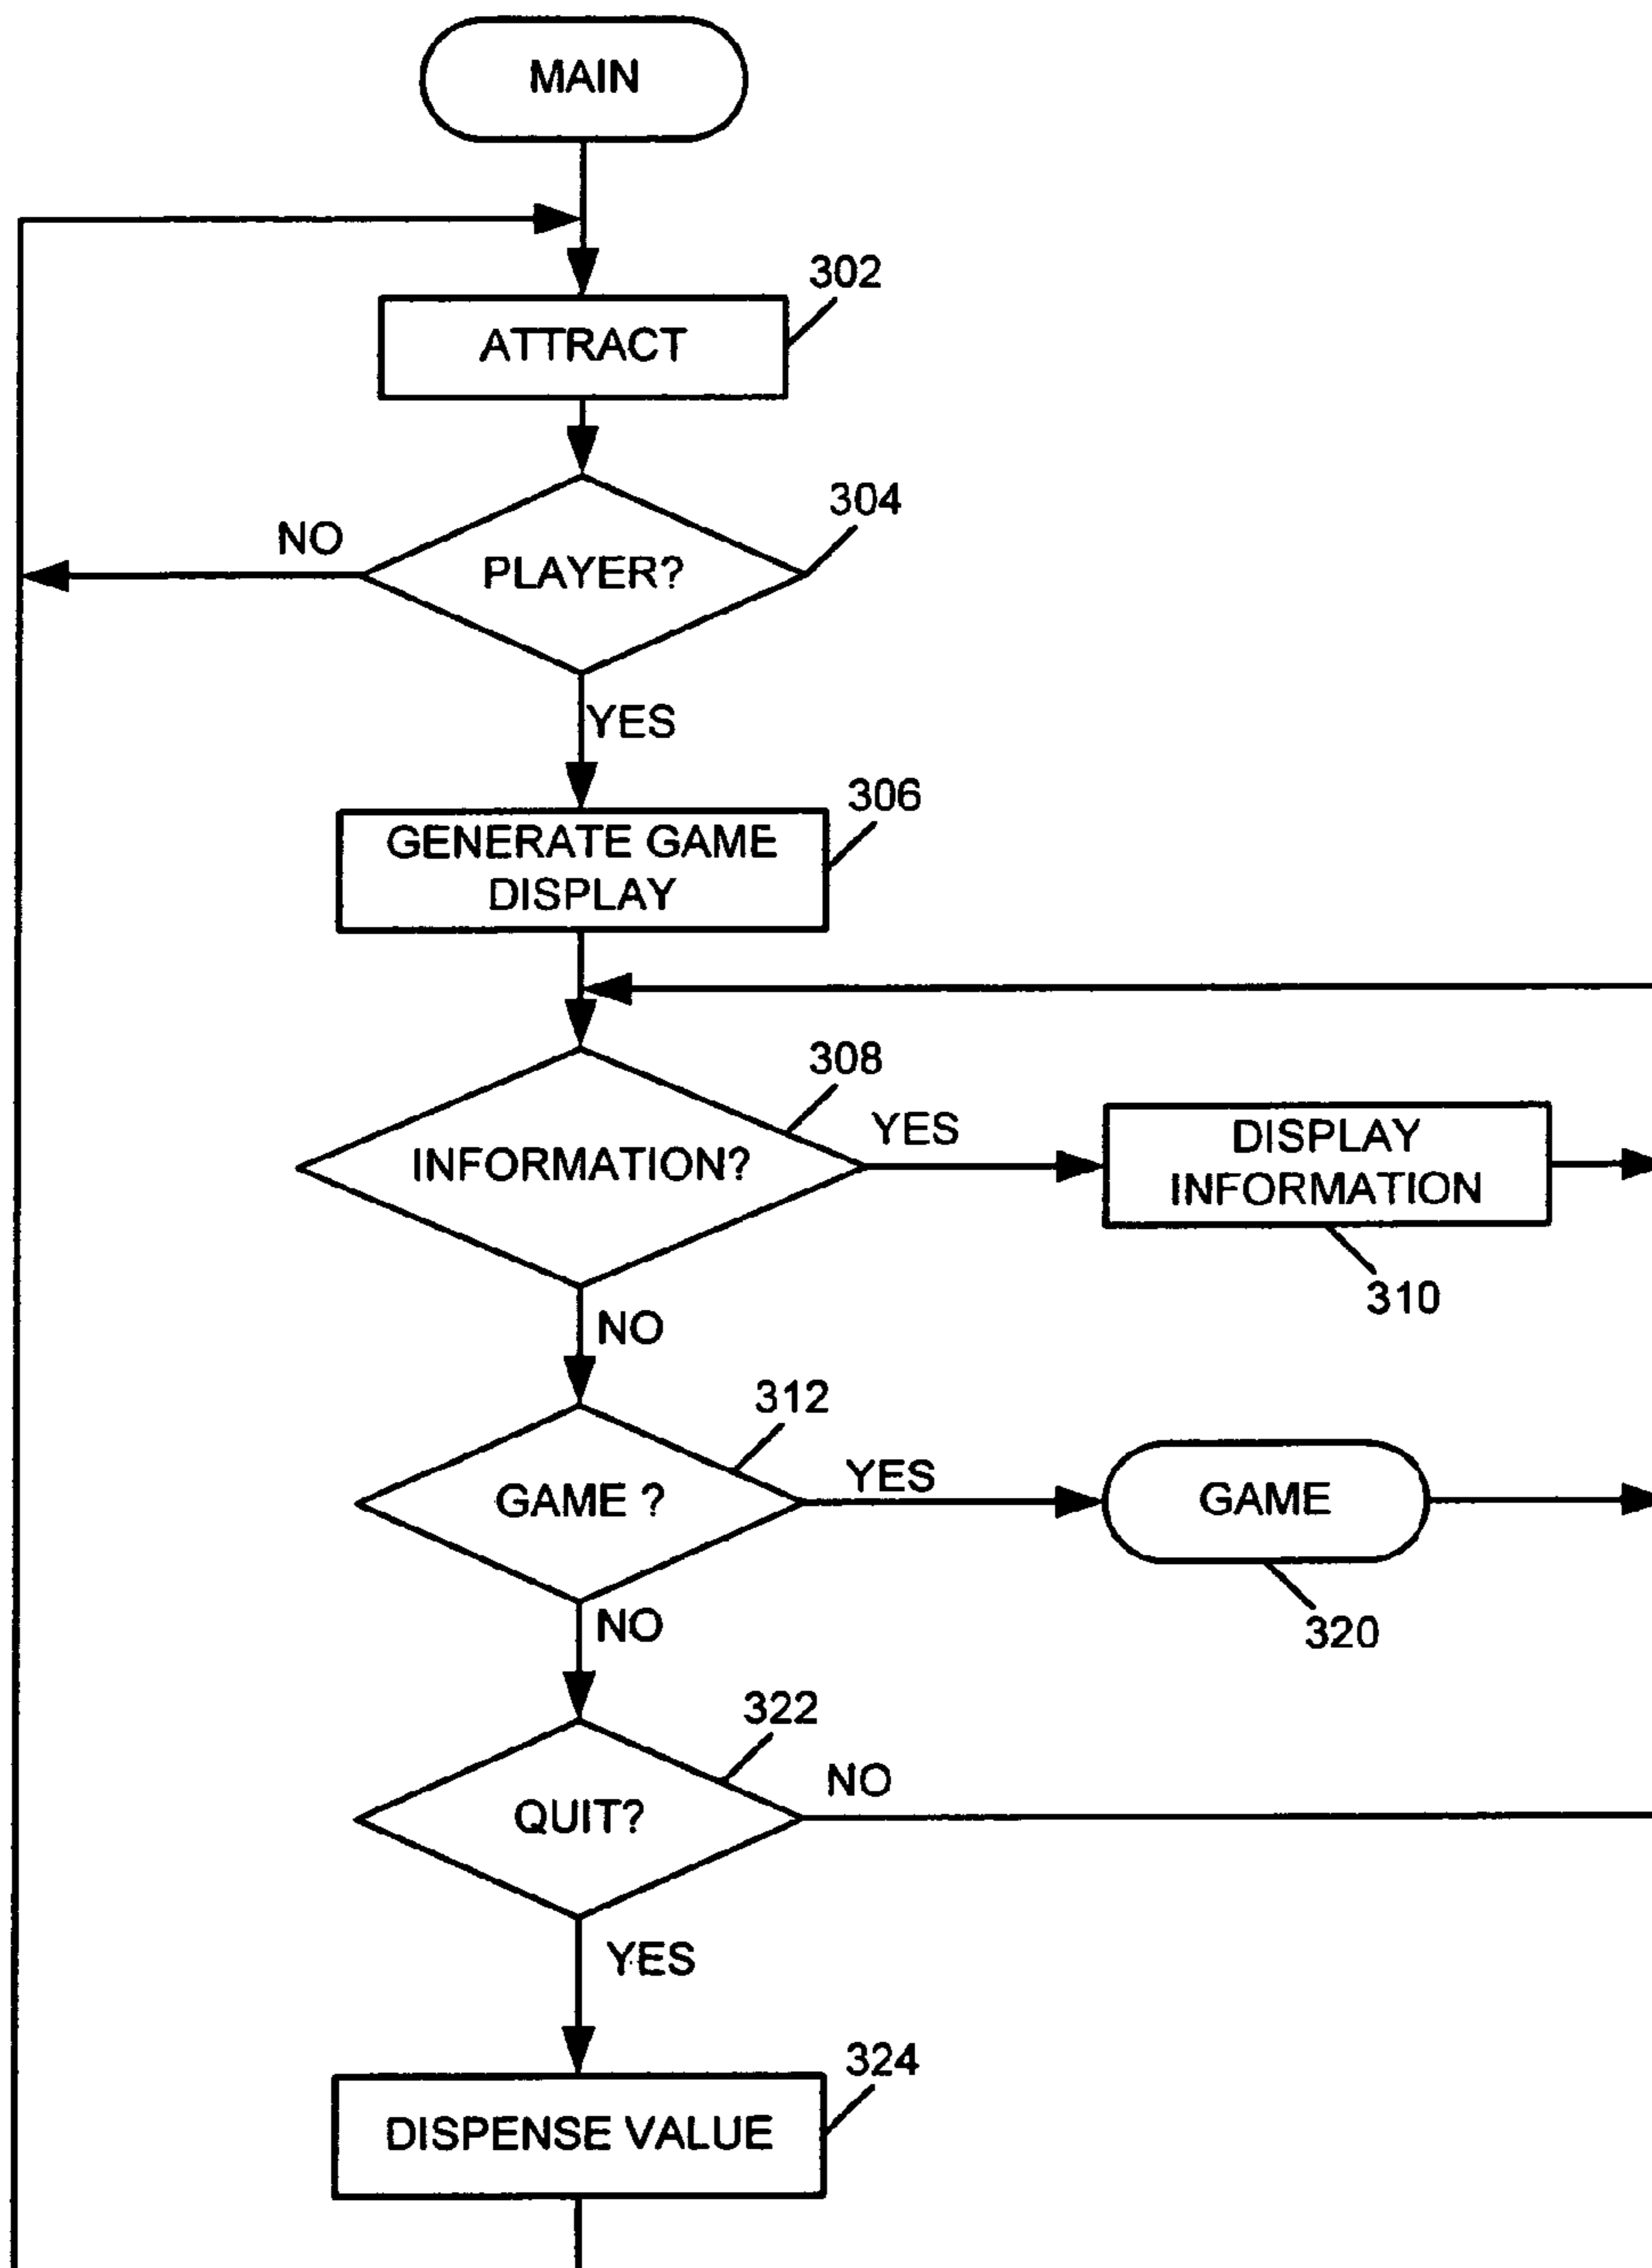 MAIN
302
ATTRACT
304
NO
PLAYER?
YES
306
GENERATE GAME
DISPLAY
308
YES
INFORMATION?
DISPLAY
INFORMATION
310
NO
312
YES
GAME ?
GAME
320
NO
322
NO
QUIT?
YES
324
DISPENSE VALUE